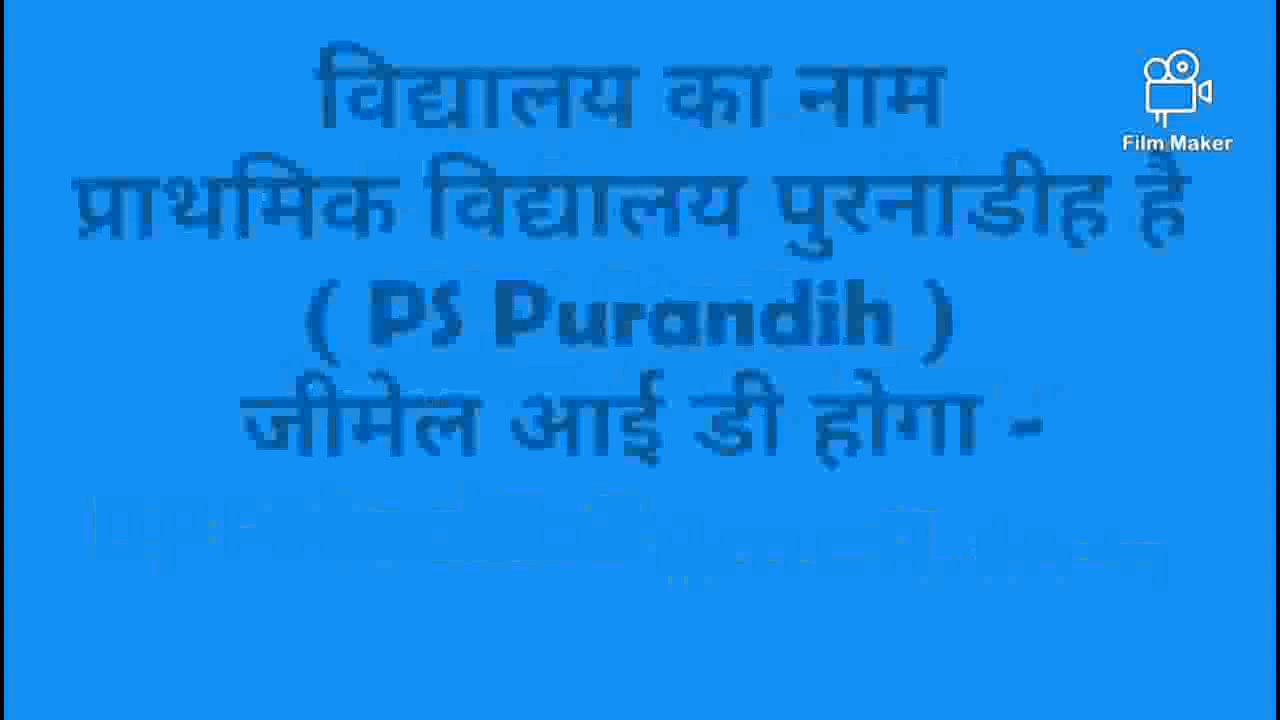 विद्यालय का नाम
प्राथमिक विद्यालय पुरनाडीह है
( PS Purandih )
जीमेल आई डी होगा -
Film Maker